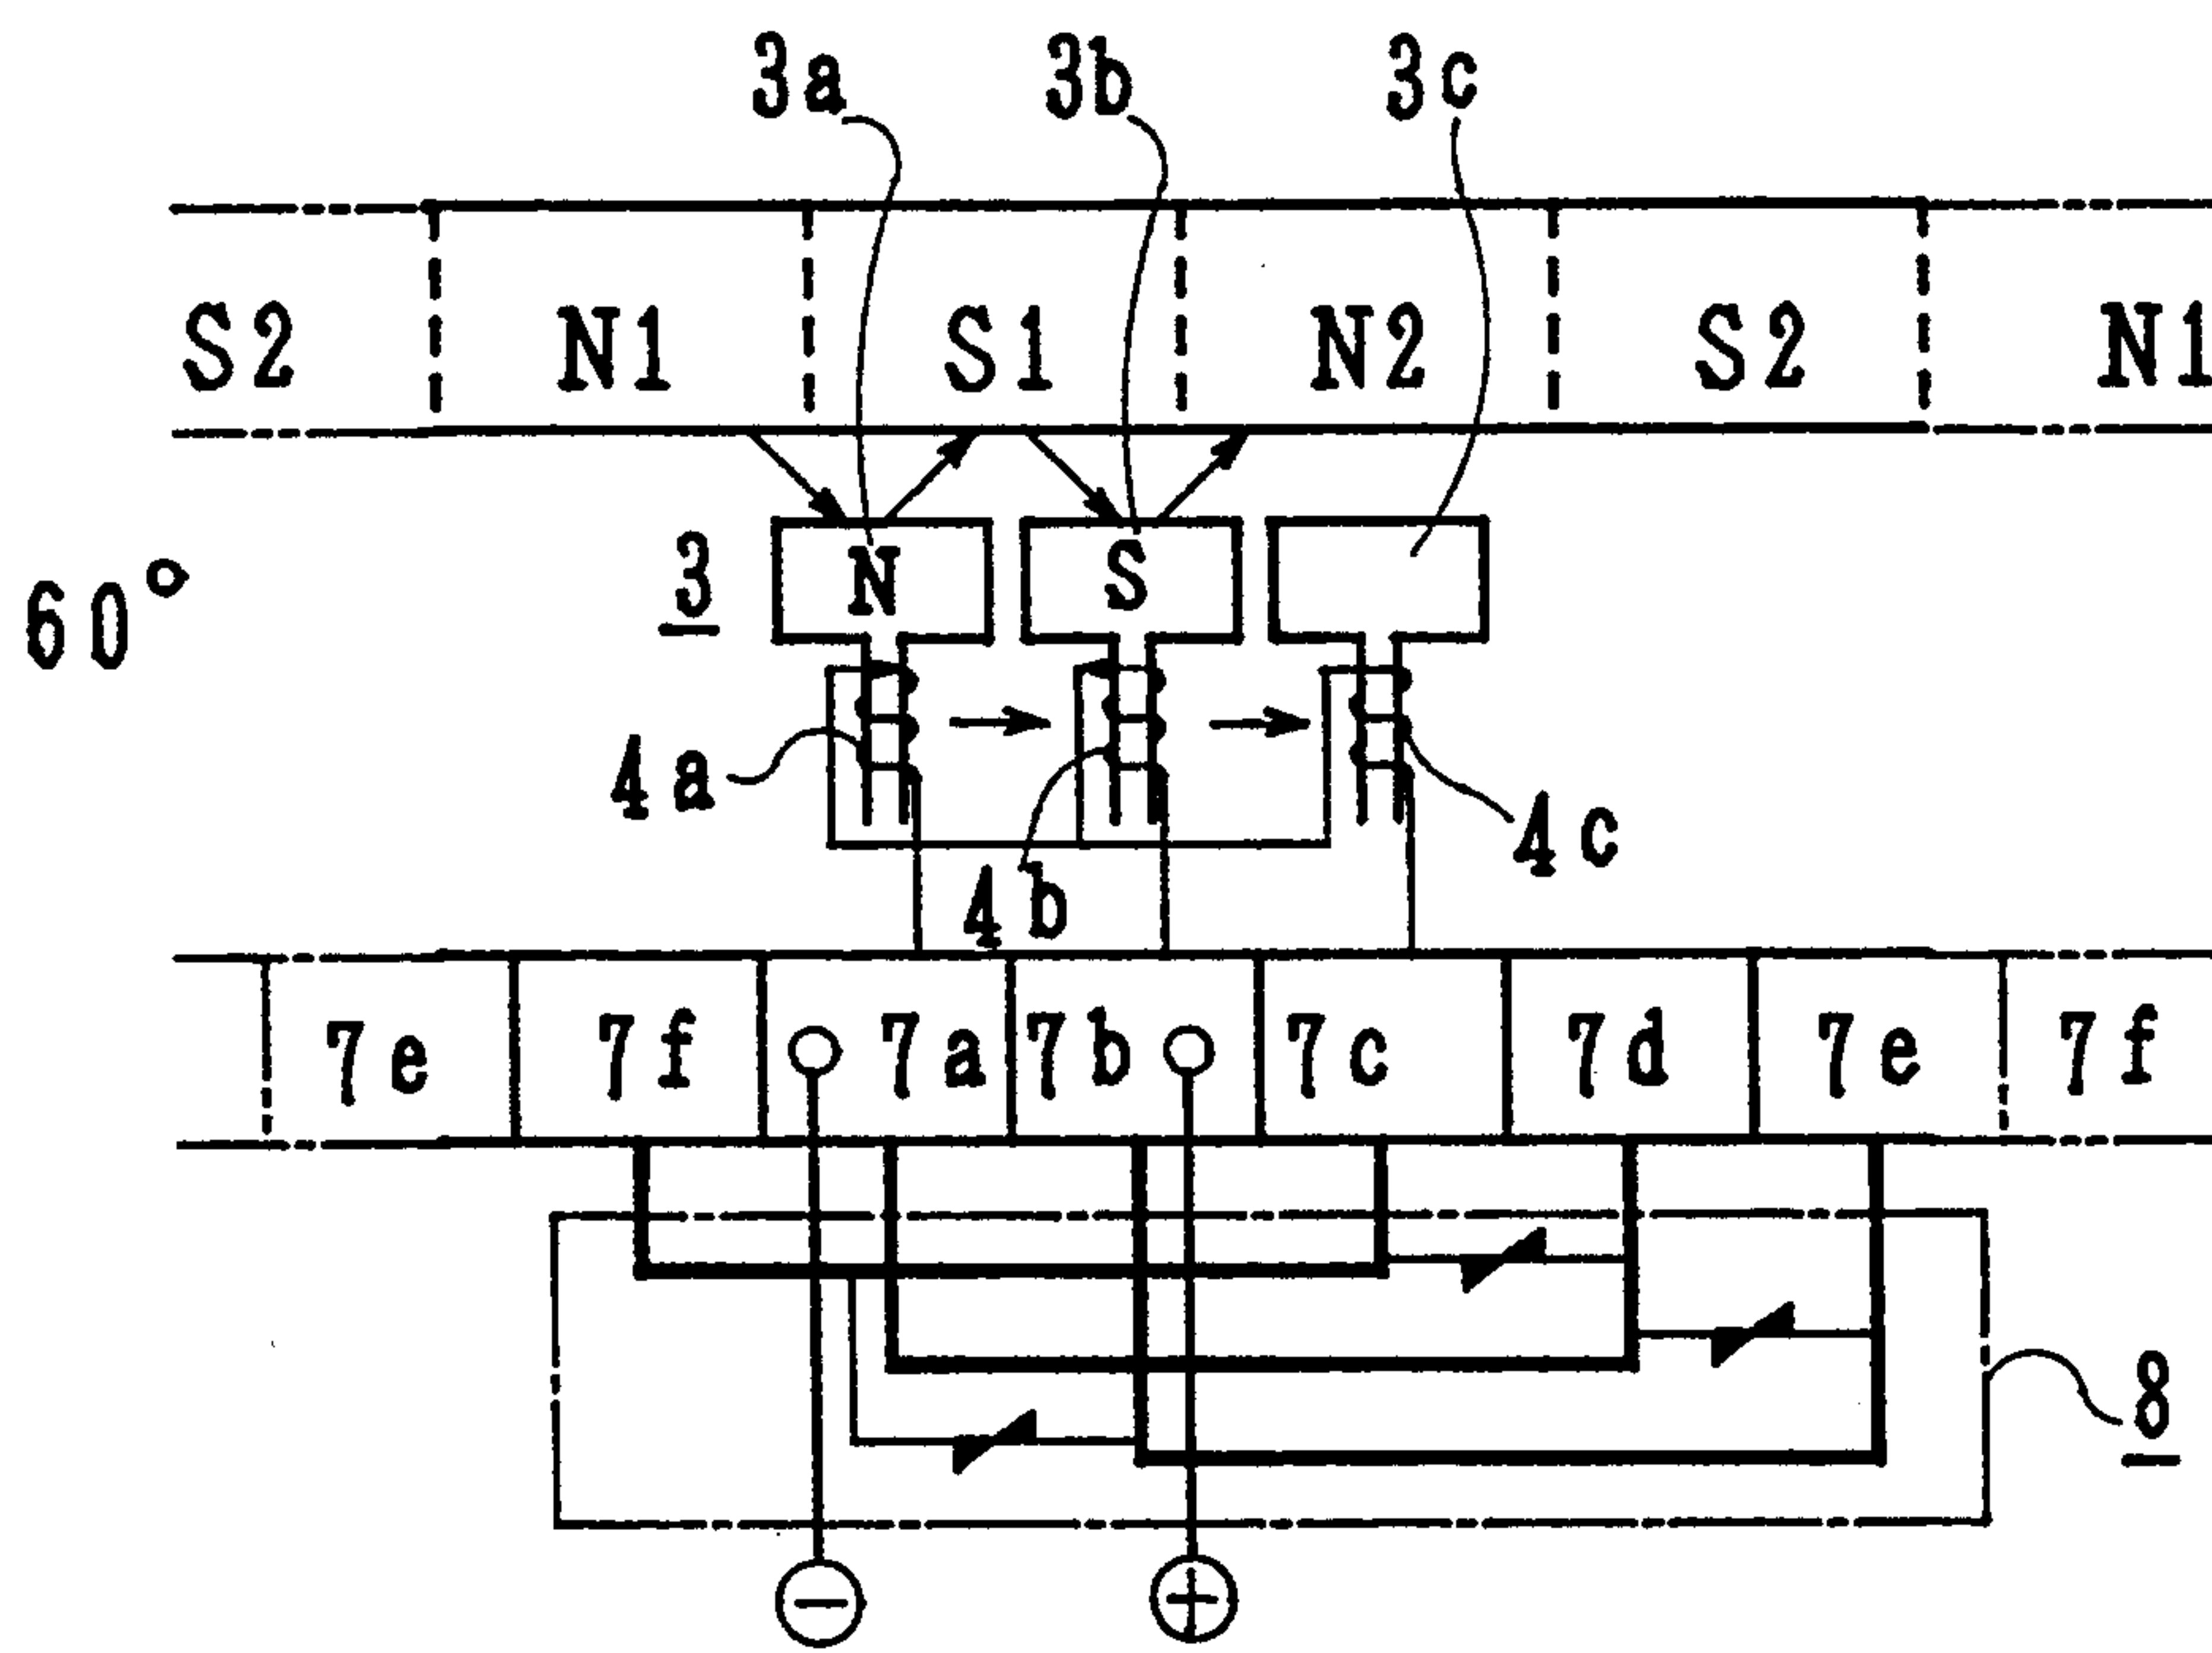 3a 3b 3c
S2 N1 S1 N2 S2 N1
60°
3
N S
4a
4b
4c
7e 7f 7a 7b 7c 7d 7e 7f
8
− +